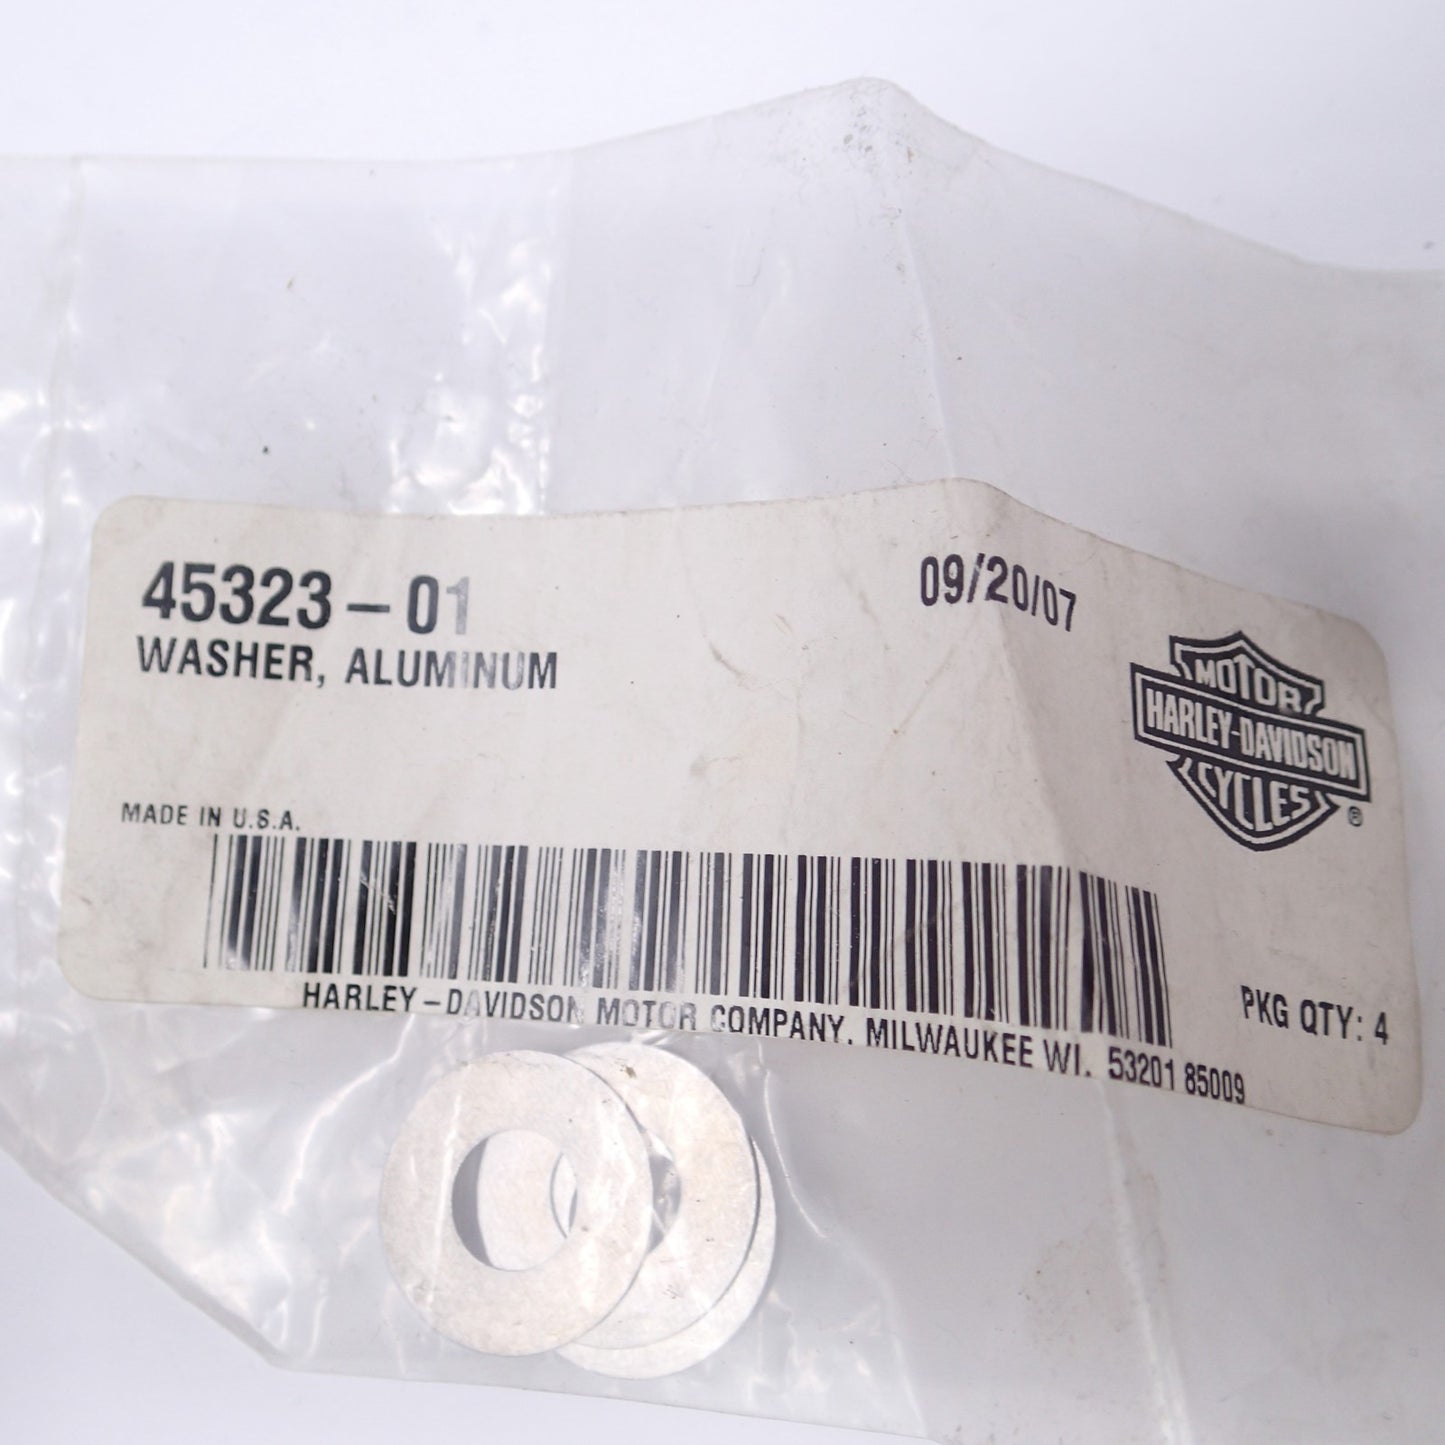 45323-01
09/20/07
WASHER, ALUMINUM
MOTOR
HARLEY-DAVIDSON
CYCLES
®
MADE IN U.S.A.
PKG QTY: 4
HARLEY-DAVIDSON MOTOR COMPANY, MILWAUKEE WI. 53201 85009